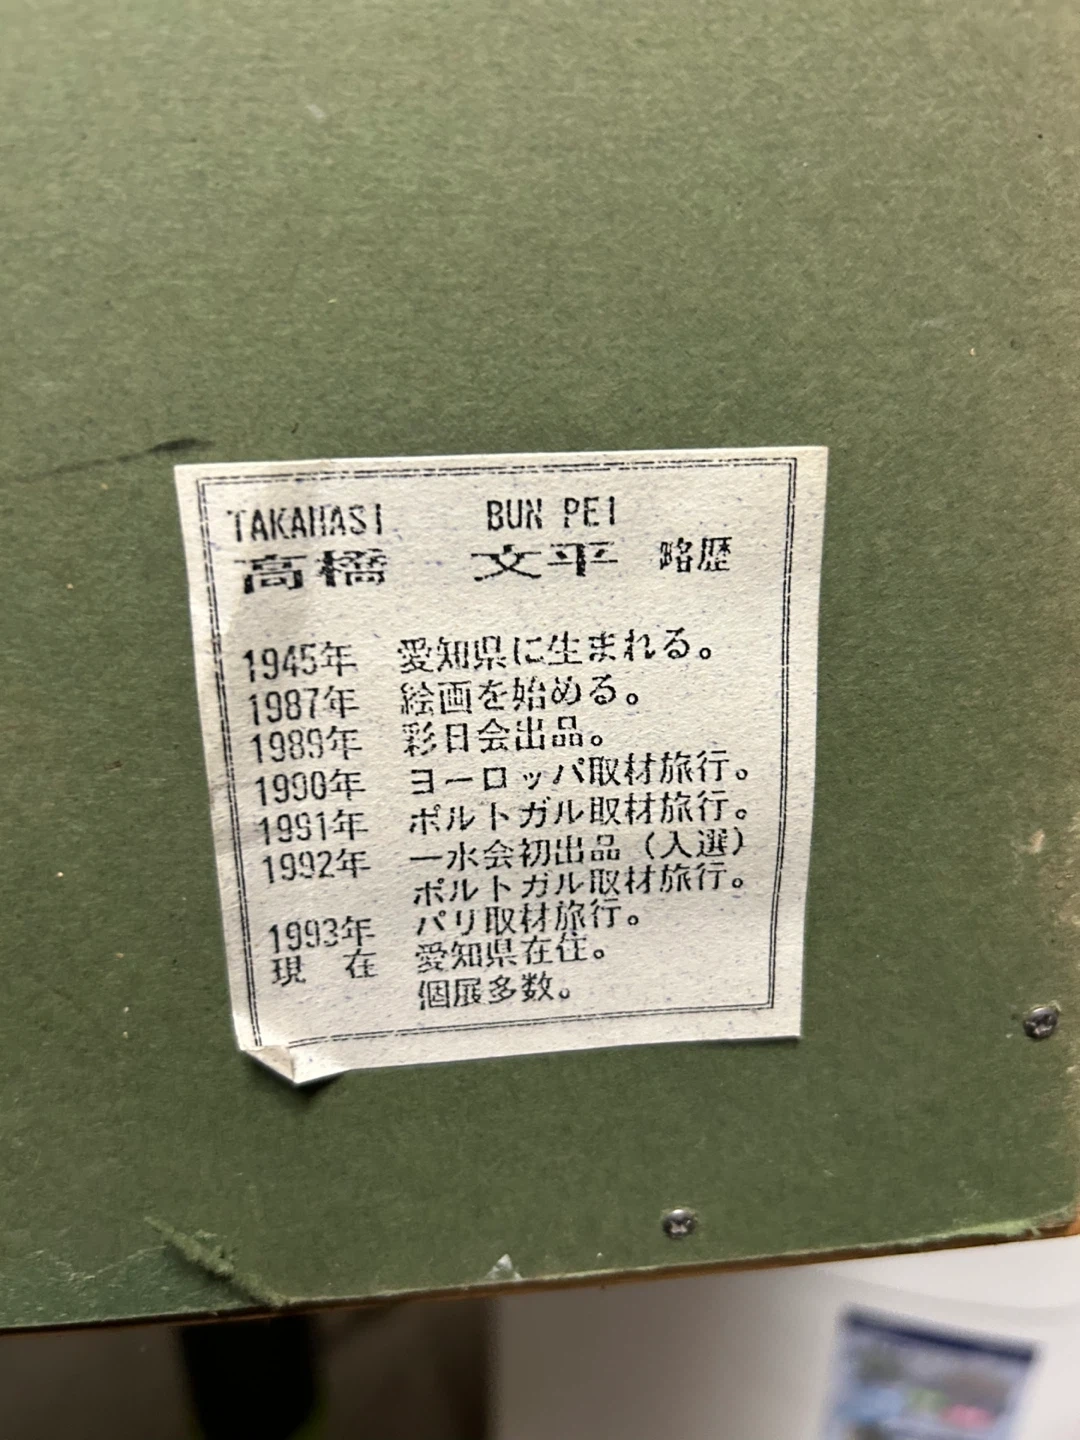 TAKAHASI BUN PEI
高橋 文平 略歴
1945年 愛知県に生まれる。
1987年 絵画を始める。
1989年 彩日会出品。
1990年 ヨーロッパ取材旅行。
1991年 ポルトガル取材旅行。
1992年 一水会初出品（入選）
ポルトガル取材旅行。
1993年 パリ取材旅行。
現 在 愛知県在住。
個展多数。